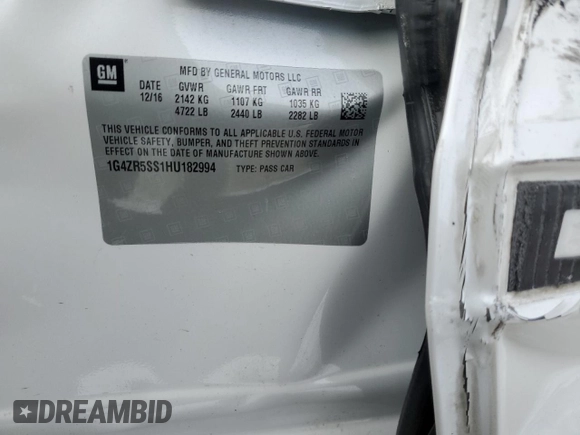 GM
MFD BY GENERAL MOTORS LLC
DATE GVWR GAWR FRT GAWR RR
12/16 2142 KG 1107 KG 1035 KG
4722 LB 2440 LB 2282 LB
THIS VEHICLE CONFORMS TO ALL APPLICABLE U.S. FEDERAL MOTOR
VEHICLE SAFETY, BUMPER, AND THEFT PREVENTION STANDARDS IN
EFFECT ON THE DATE OF MANUFACTURE SHOWN ABOVE.
1G4ZR5SS1HU182994 TYPE: PASS CAR
DREAMBID